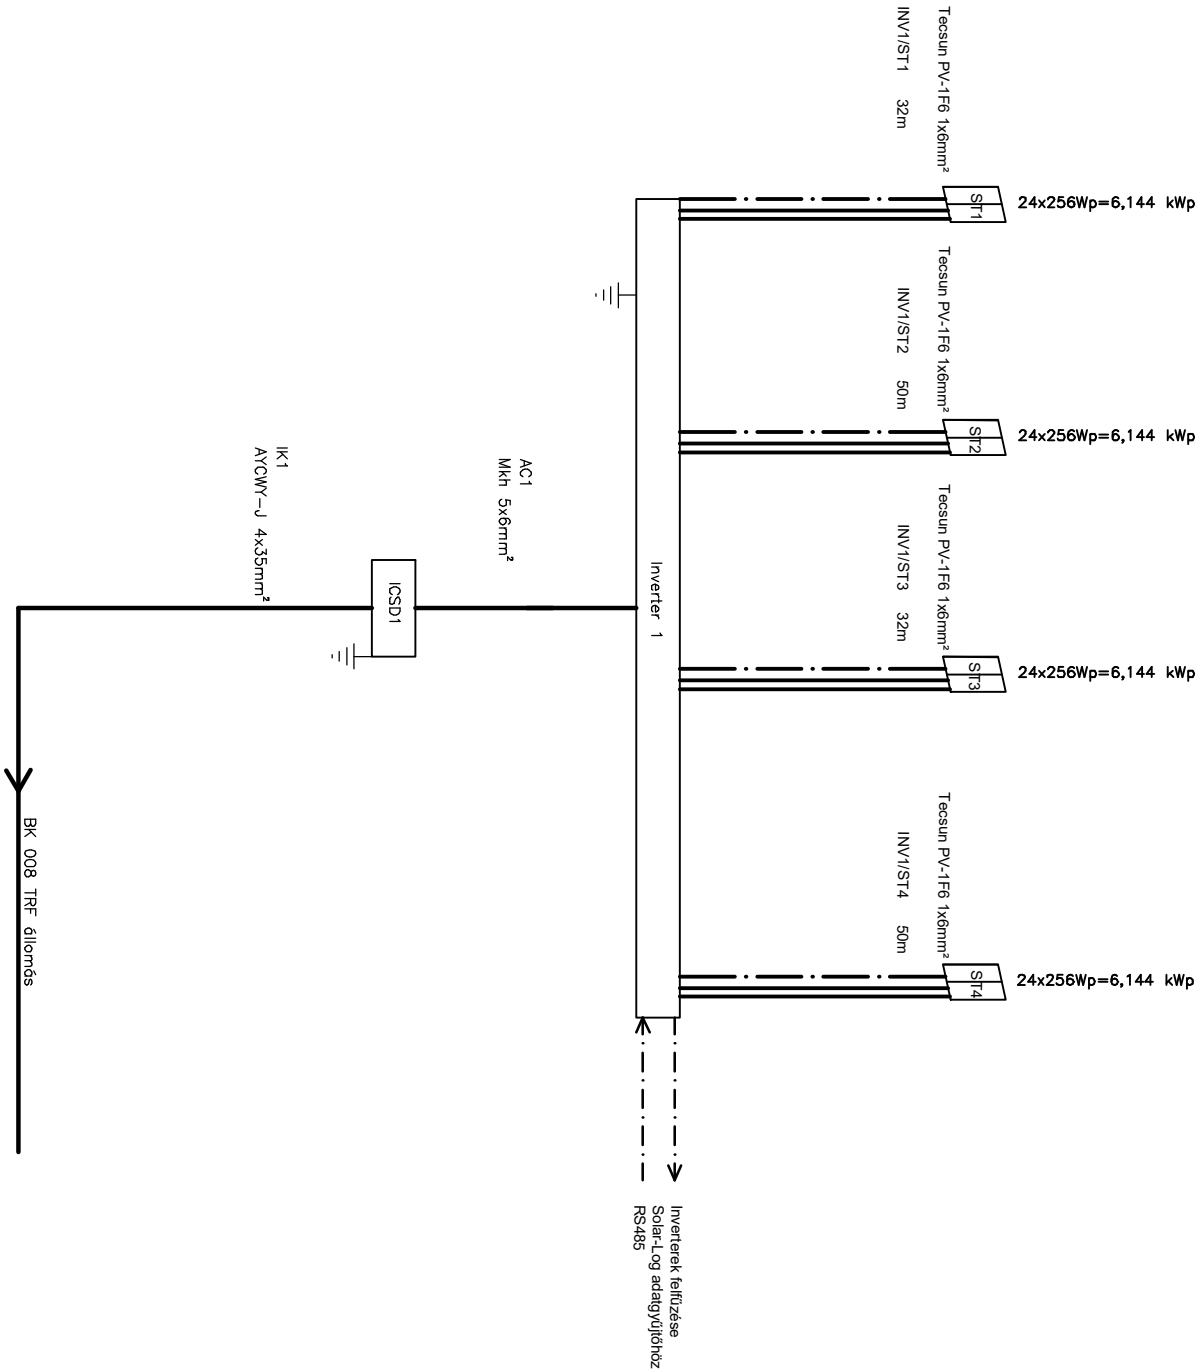 Tecsun PV-1F6 1x6mm²
INV1/ST1 32m
ST1
24x256Wp=6,144 kWp
Tecsun PV-1F6 1x6mm²
INV1/ST2 50m
ST2
24x256Wp=6,144 kWp
Tecsun PV-1F6 1x6mm²
INV1/ST3 32m
ST3
24x256Wp=6,144 kWp
Tecsun PV-1F6 1x6mm²
INV1/ST4 50m
ST4
24x256Wp=6,144 kWp
Inverter 1
AC1
Mkh 5x6mm²
ICSD1
IK1
AYCWY-J 4x35mm²
BK 008 TRF állomás
Inverterek felfűzése
Solar-Log adatgyűjtőhöz
RS485